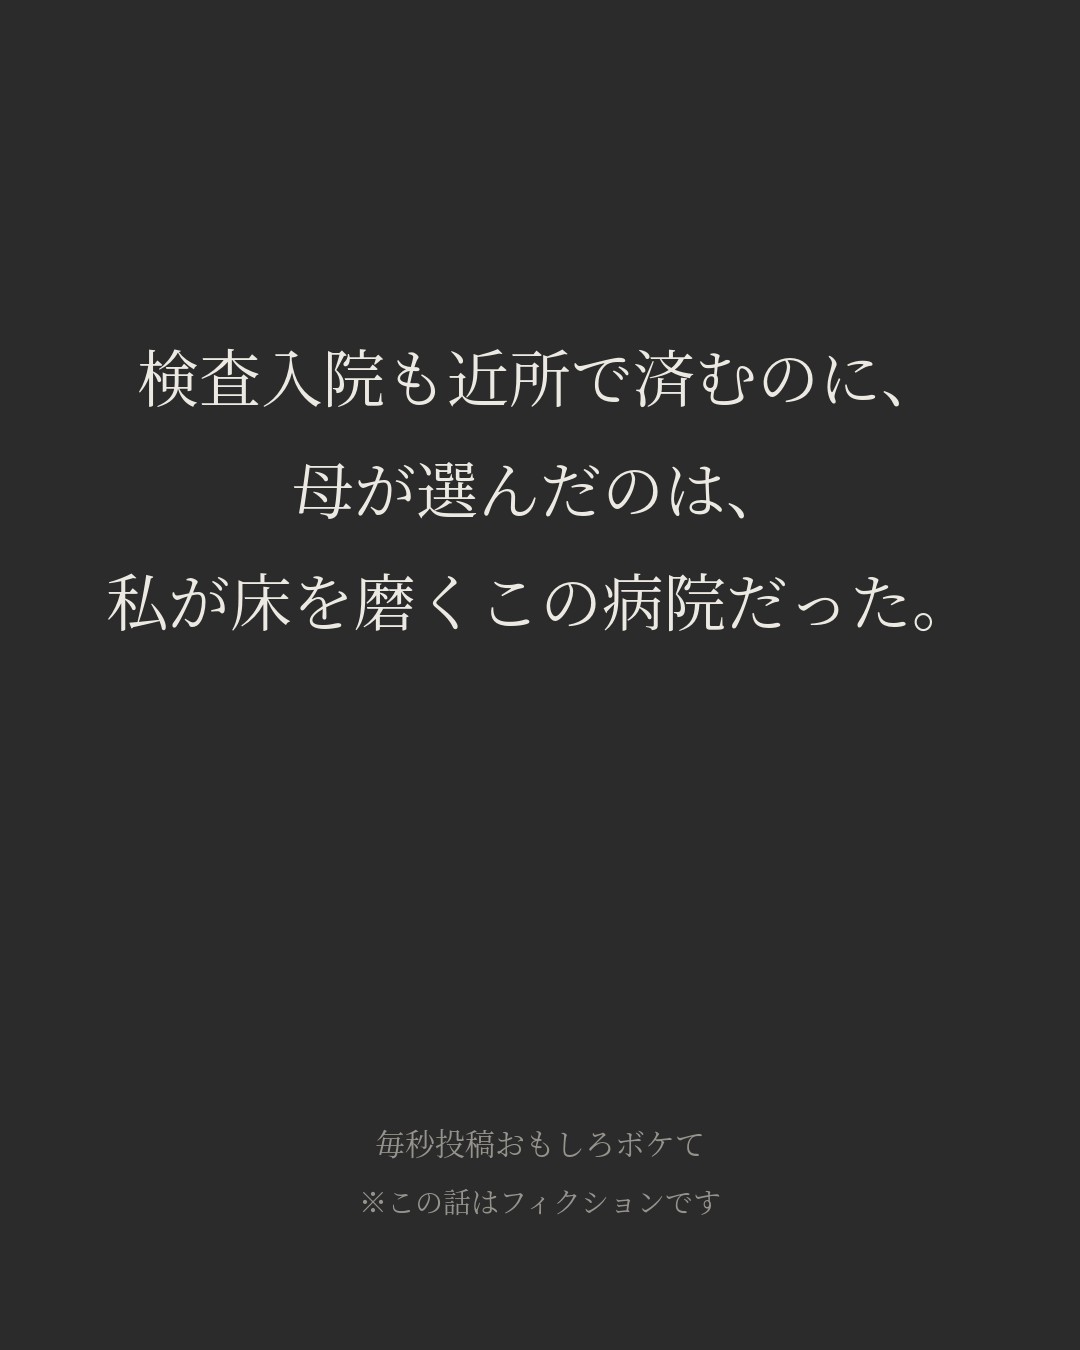 検査入院も近所で済むのに、
母が選んだのは、
私が床を磨くこの病院だった。
毎秒投稿おもしろボケて
※この話はフィクションです